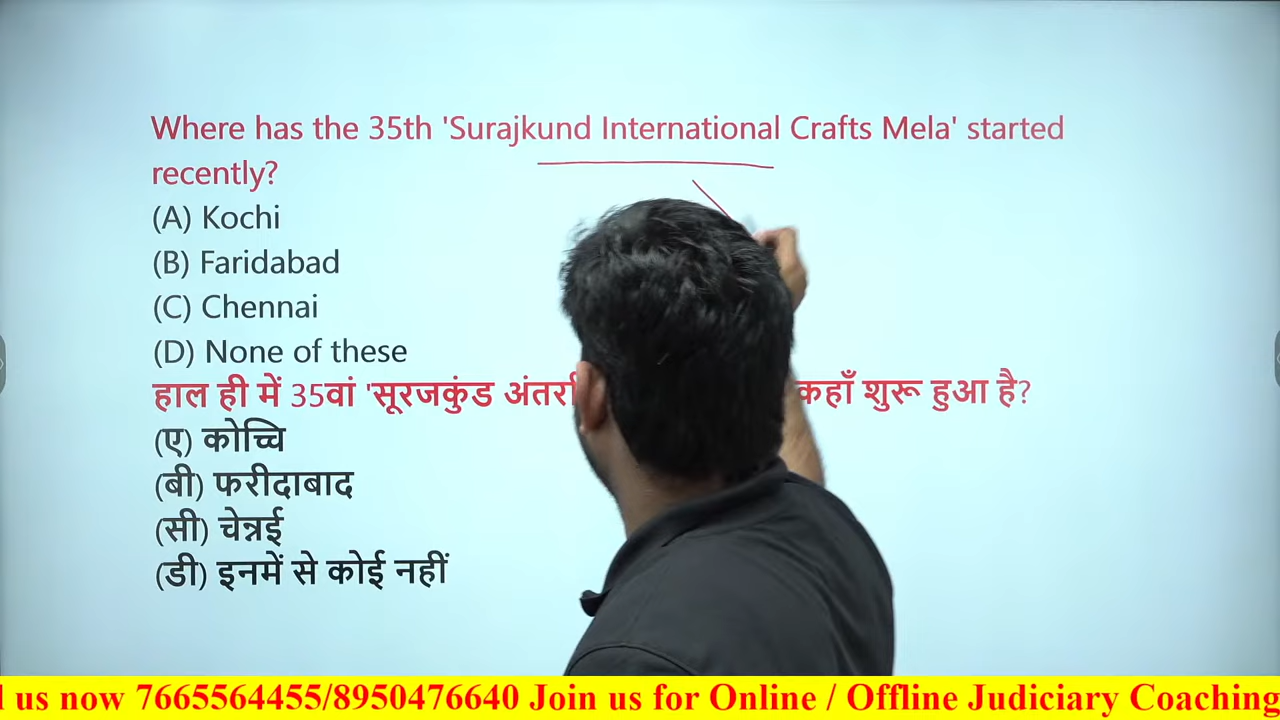 Where has the 35th 'Surajkund International Crafts Mela' started
recently?
(A) Kochi
(B) Faridabad
(C) Chennai
(D) None of these
हाल ही में 35वां 'सूरजकुंड कहाँ शुरू हुआ है?
(ए) कोच्चि
(बी) फरीदाबाद
(सी) चेन्नई
(डी) इनमें से कोई नहीं
us now 7665564455/8950476640 Join us for Online / Offline Judiciary Coaching